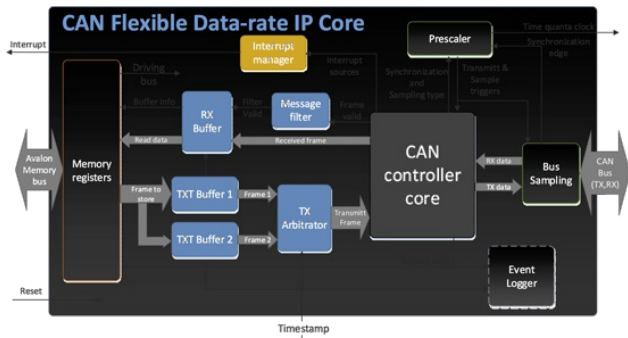 CAN Flexible Data-rate IP Core
Time quanta clock
Interrupt
Interrupt
manager
Prescaler
Synchronization
edge
Driving
bus
Interrupt
sources
Synchronization
and
Sampling type
Transmitt &
Sample
triggers
Buffer info
RX
Buffer
Filter
Valid
Message
filter
Frame
valid
Read data
Received frame
Avalon
Memory
bus
Memory
registers
CAN
controller
core
RX data
TX data
Bus
Sampling
CAN
Bus
(TX,RX)
Frame to
store
TXT Buffer 1
Frame 1
TX
Arbitrator
Transmitt
Frame
TXT Buffer 2
Frame 2
Event
Logger
Reset
Timestamp